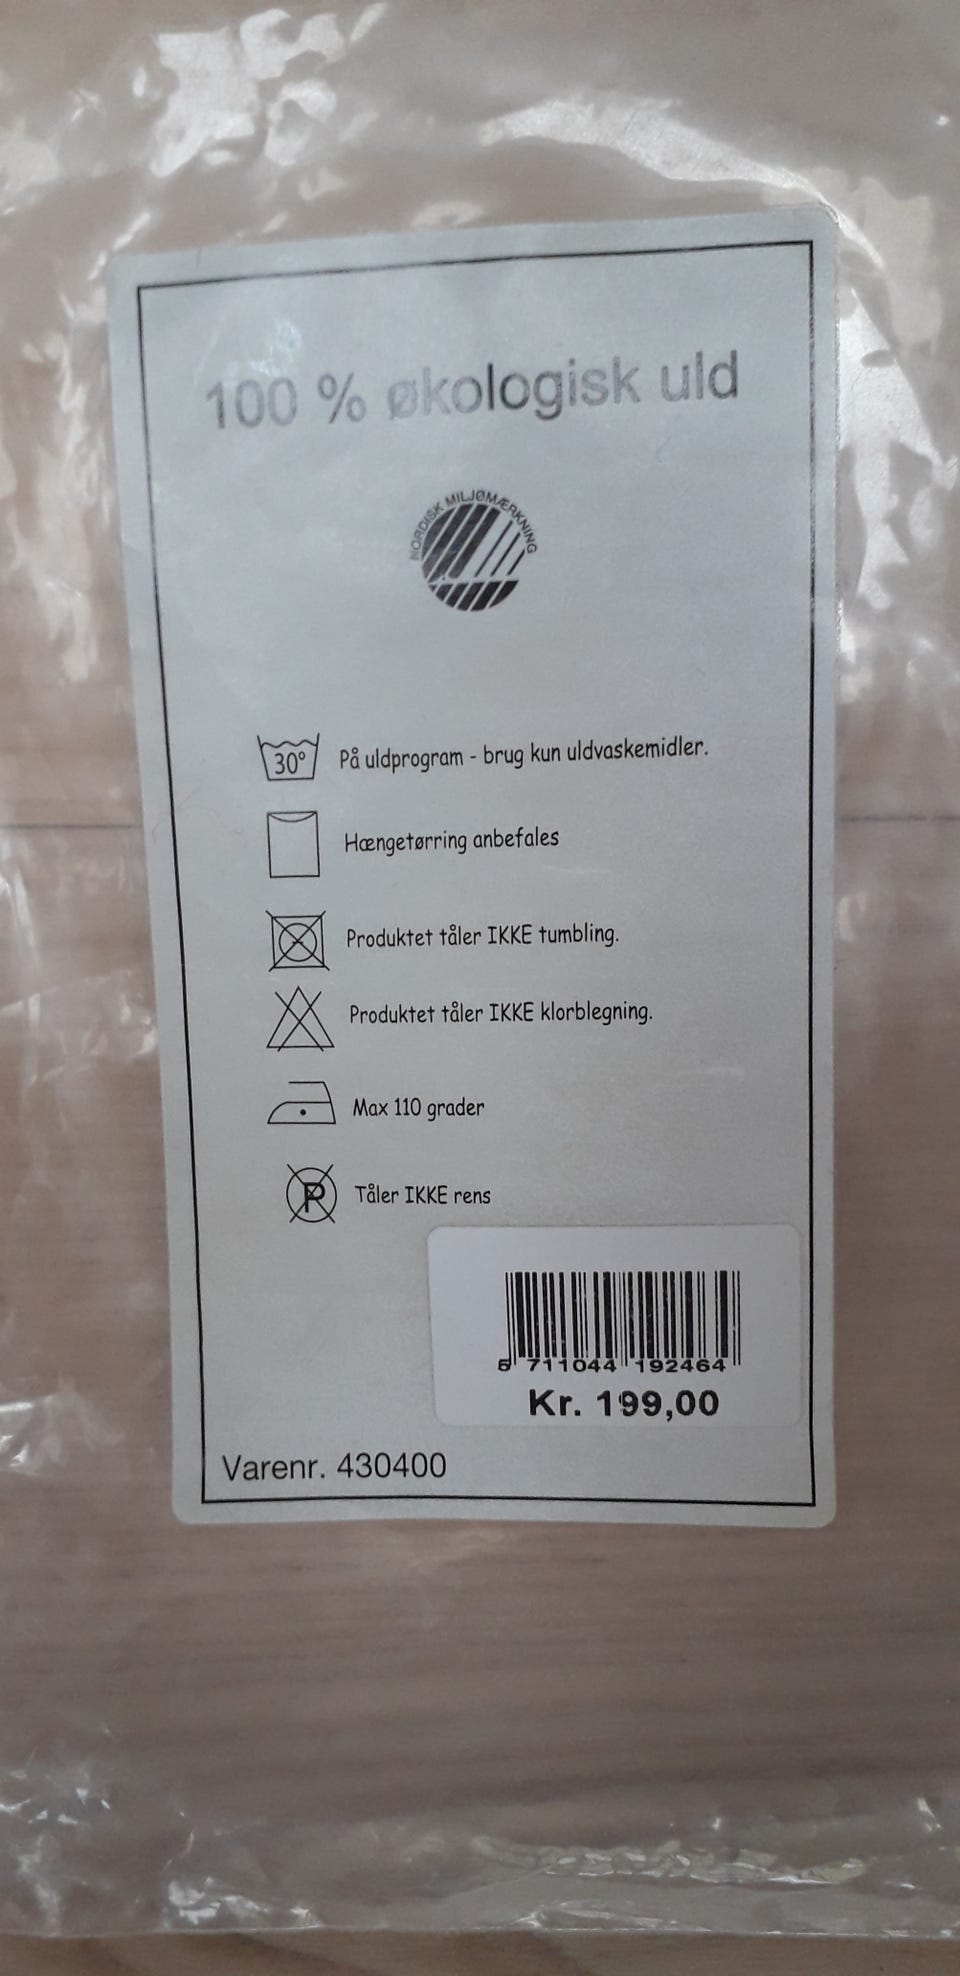 100 % økologisk uld
NORDISK MILJØMÆRKNING
30° På uldprogram - brug kun uldvaskemidler.
Hængetørring anbefales
Produktet tåler IKKE tumbling.
Produktet tåler IKKE klorblegning.
Max 110 grader
P Tåler IKKE rens
5 711044 192464
Kr. 199,00
Varenr. 430400